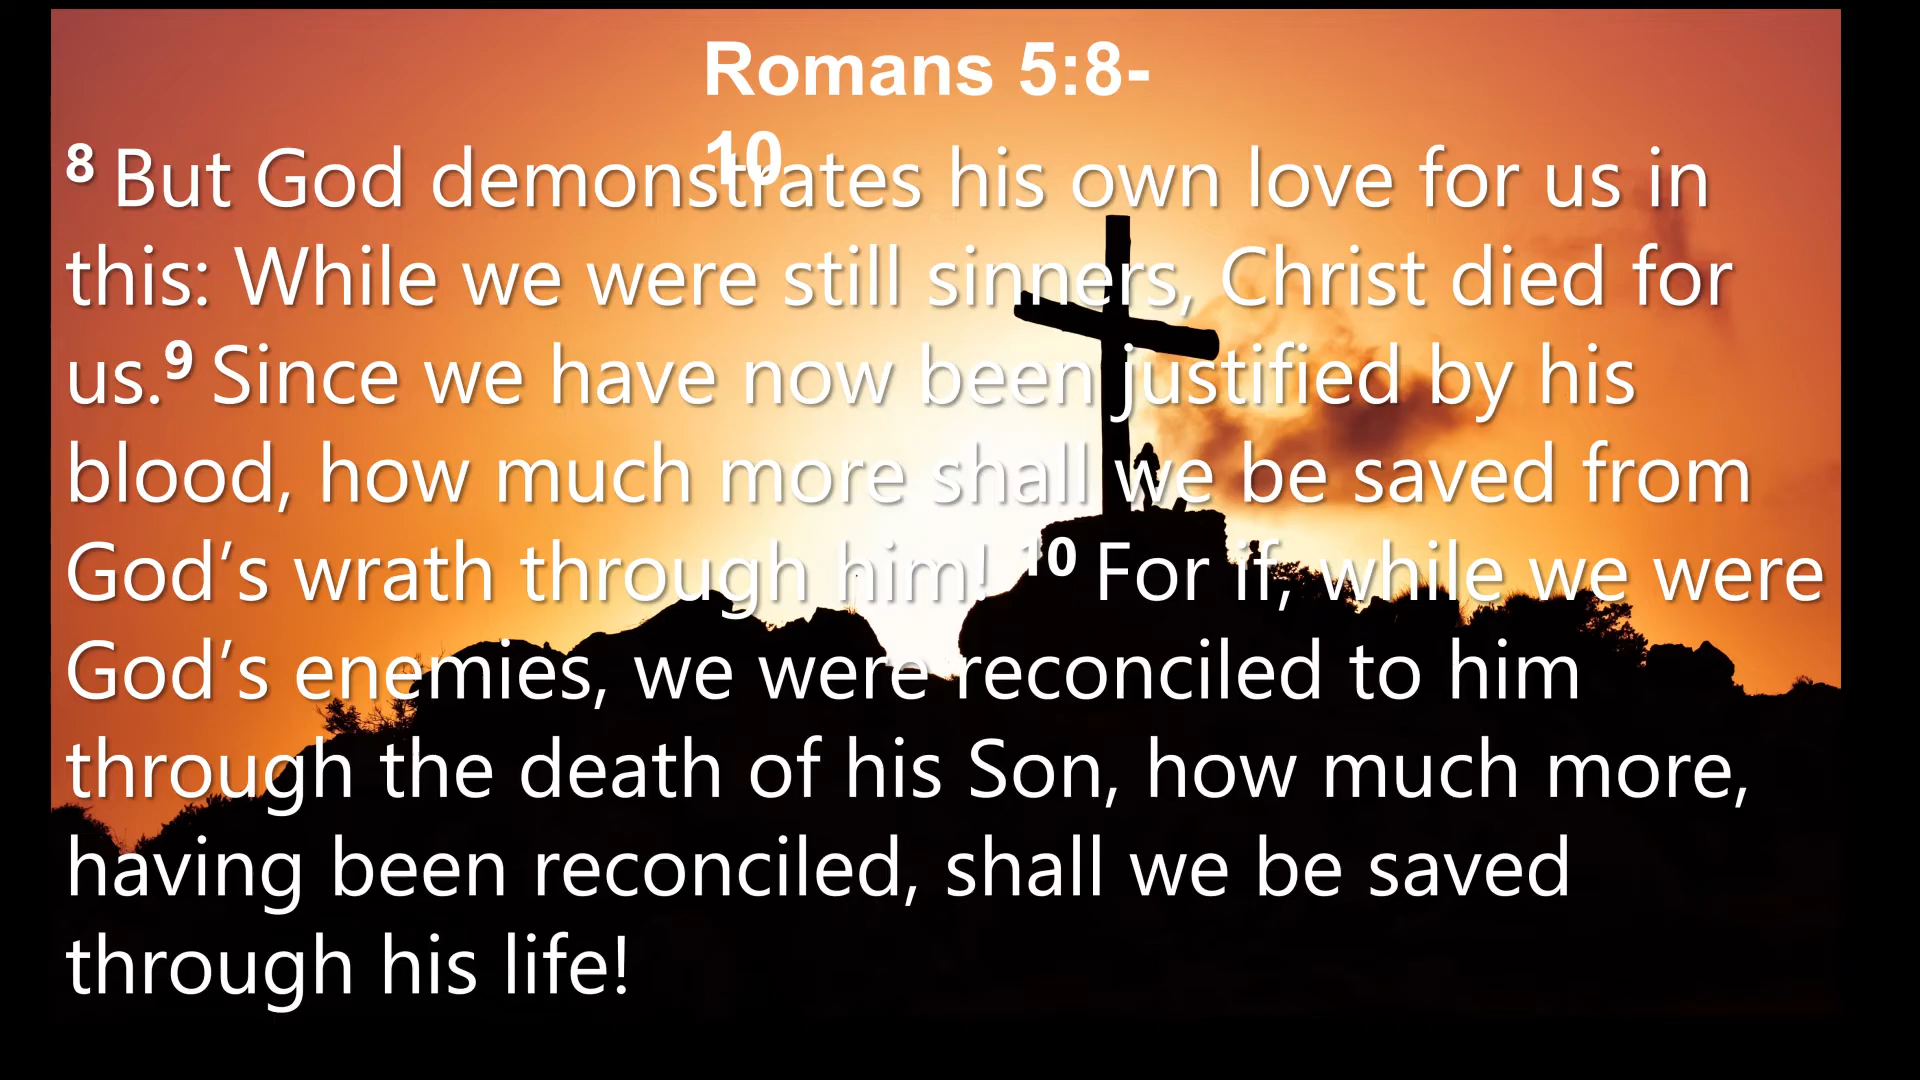 Romans 5:8-
10
8 But God demonstrates his own love for us in
this: While we were still sinners, Christ died for
us.9 Since we have now been justified by his
blood, how much more shall we be saved from
God’s wrath through him! 10 For if, while we were
God’s enemies, we were reconciled to him
through the death of his Son, how much more,
having been reconciled, shall we be saved
through his life!